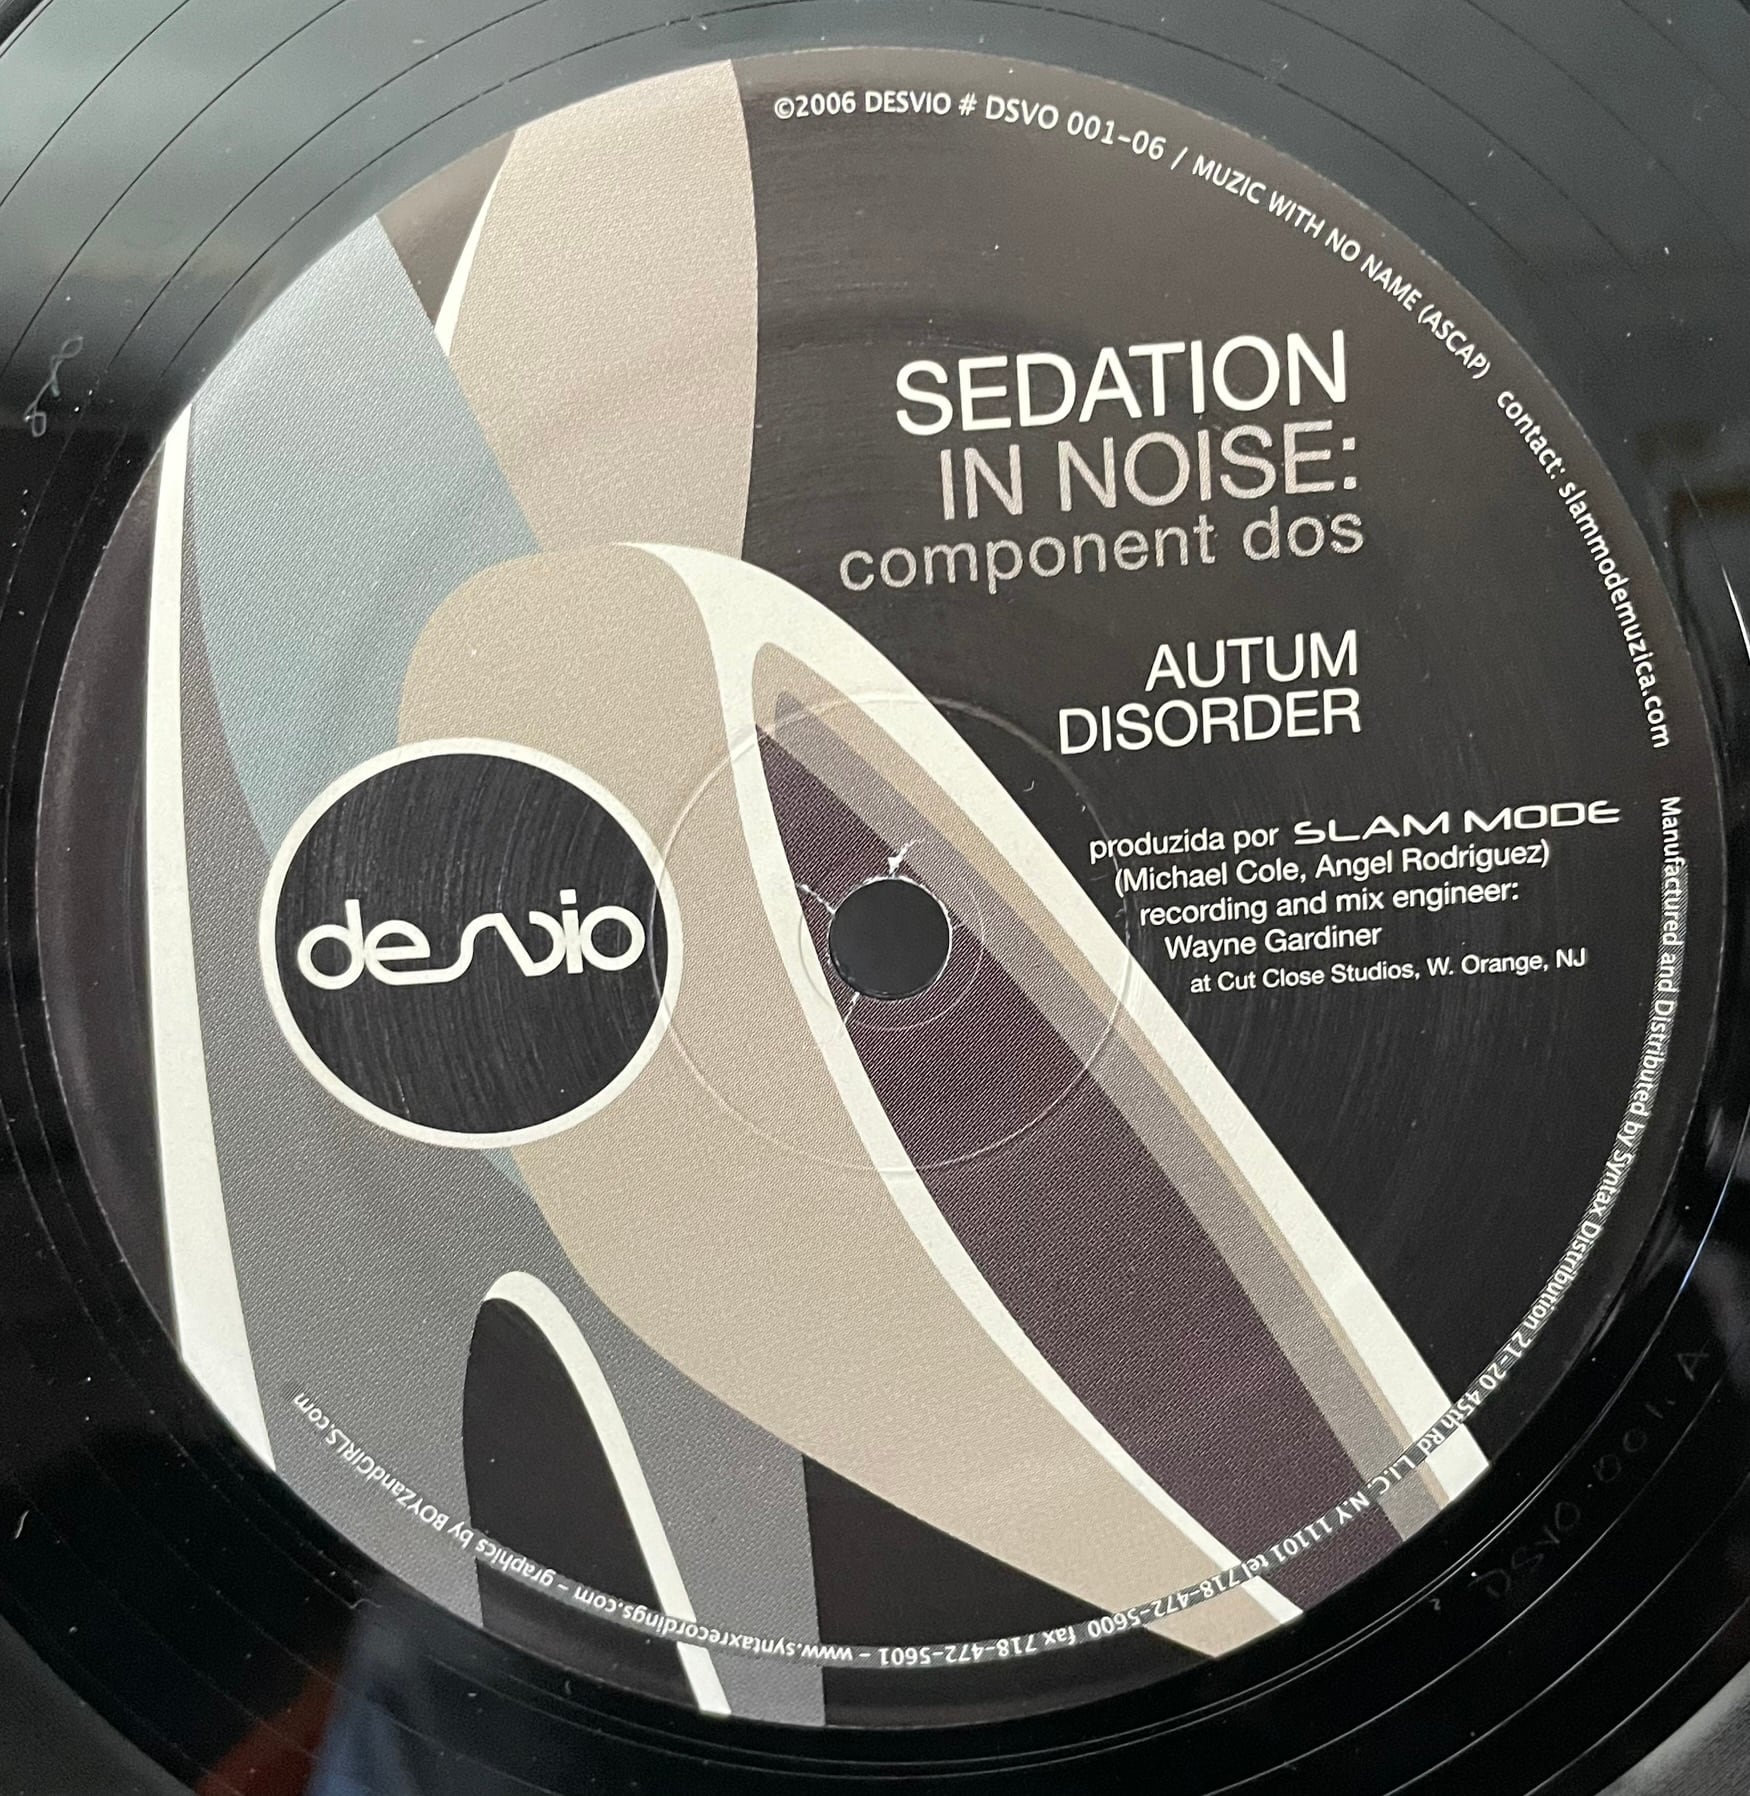 ©2006 DESVIO # DSVO 001-06 / MUZIC WITH NO NAME (ASCAP) contact: slammodemuzica.com
SEDATION
IN NOISE:
component dos
AUTUM
DISORDER
produzida por SLAM MODE
(Michael Cole, Angel Rodriguez)
recording and mix engineer:
Wayne Gardiner
at Cut Close Studios, W. Orange, NJ
desvio
Manufactured and Distributed by Syntax Distribution 21-20 45th Rd L.I.C. N.Y 11101 tel 718-472-5600 fax 718-472-5601 - www.syntaxrecordings.com - graphics by BOYZandGIRLS.com
DSVO.001.A